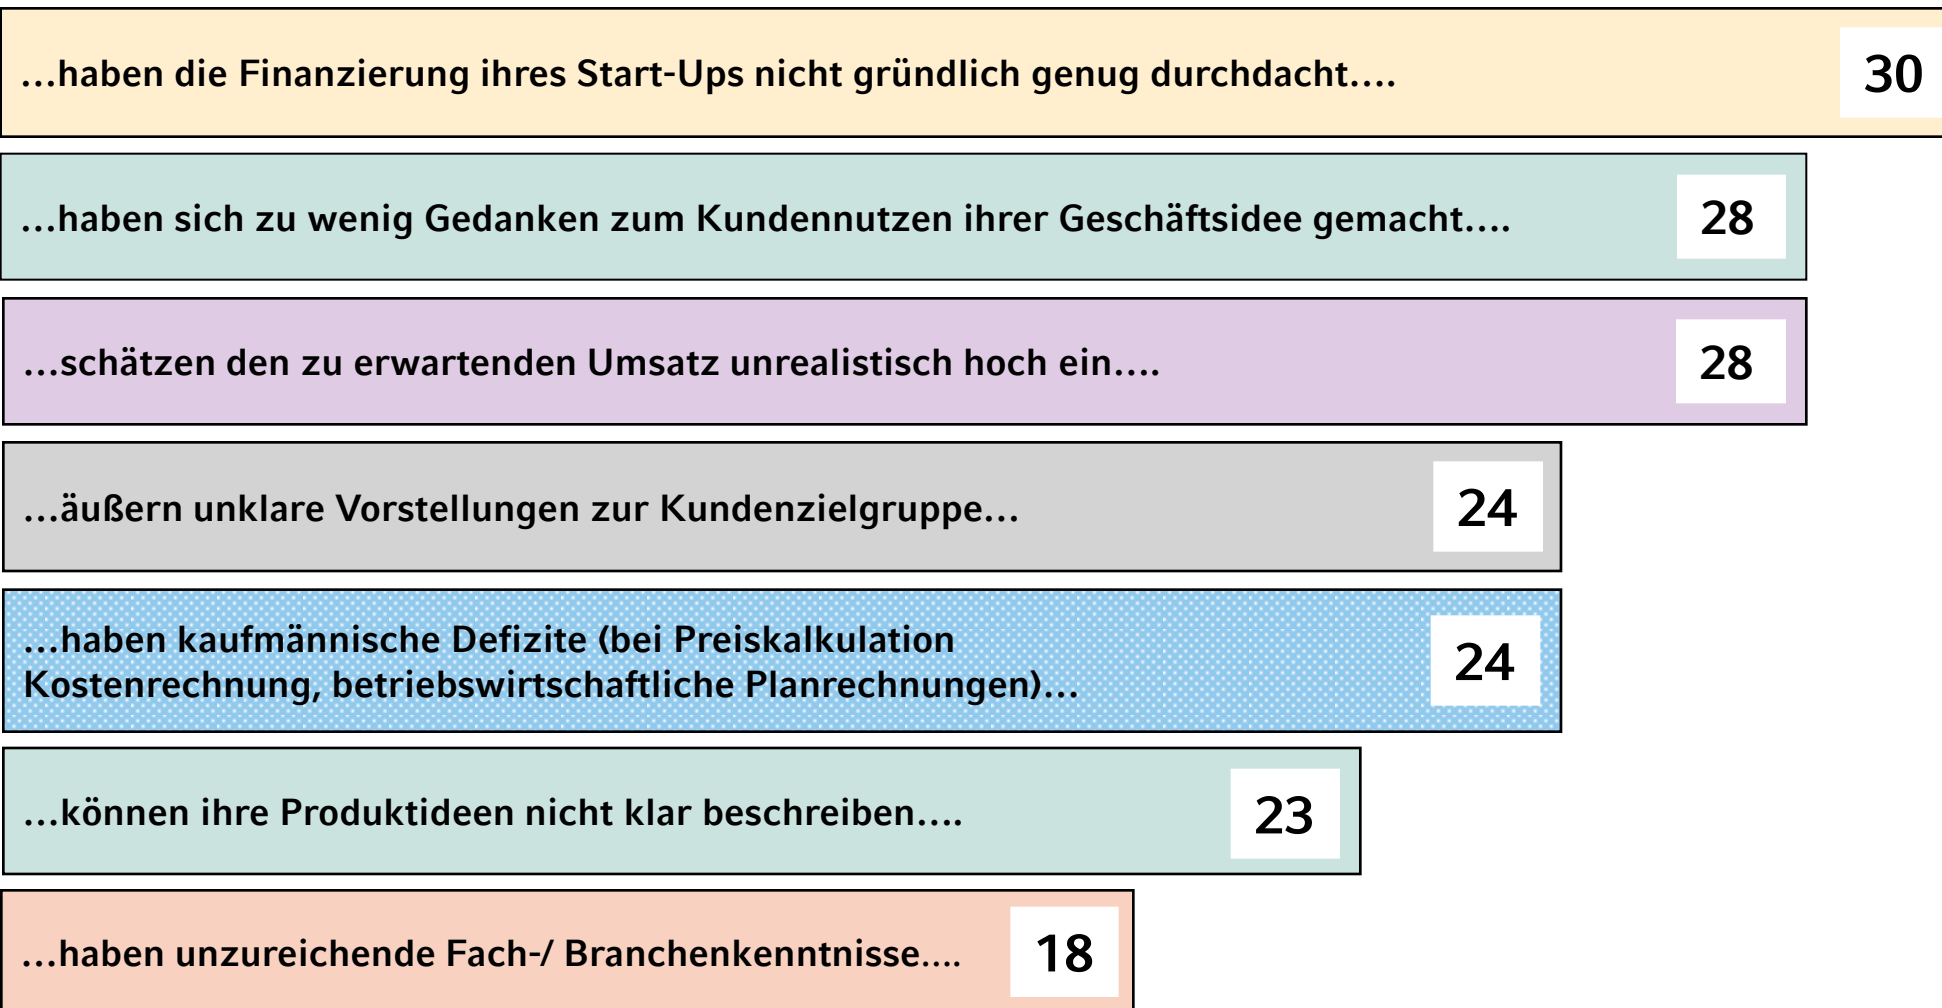 ...haben die Finanzierung ihres Start-Ups nicht gründlich genug durchdacht.... 30
...haben sich zu wenig Gedanken zum Kundennutzen ihrer Geschäftsidee gemacht.... 28
...schätzen den zu erwartenden Umsatz unrealistisch hoch ein.... 28
...äußern unklare Vorstellungen zur Kundenzielgruppe... 24
...haben kaufmännische Defizite (bei Preiskalkulation
Kostenrechnung, betriebswirtschaftliche Planrechnungen)... 24
...können ihre Produktideen nicht klar beschreiben.... 23
...haben unzureichende Fach-/ Branchenkenntnisse.... 18